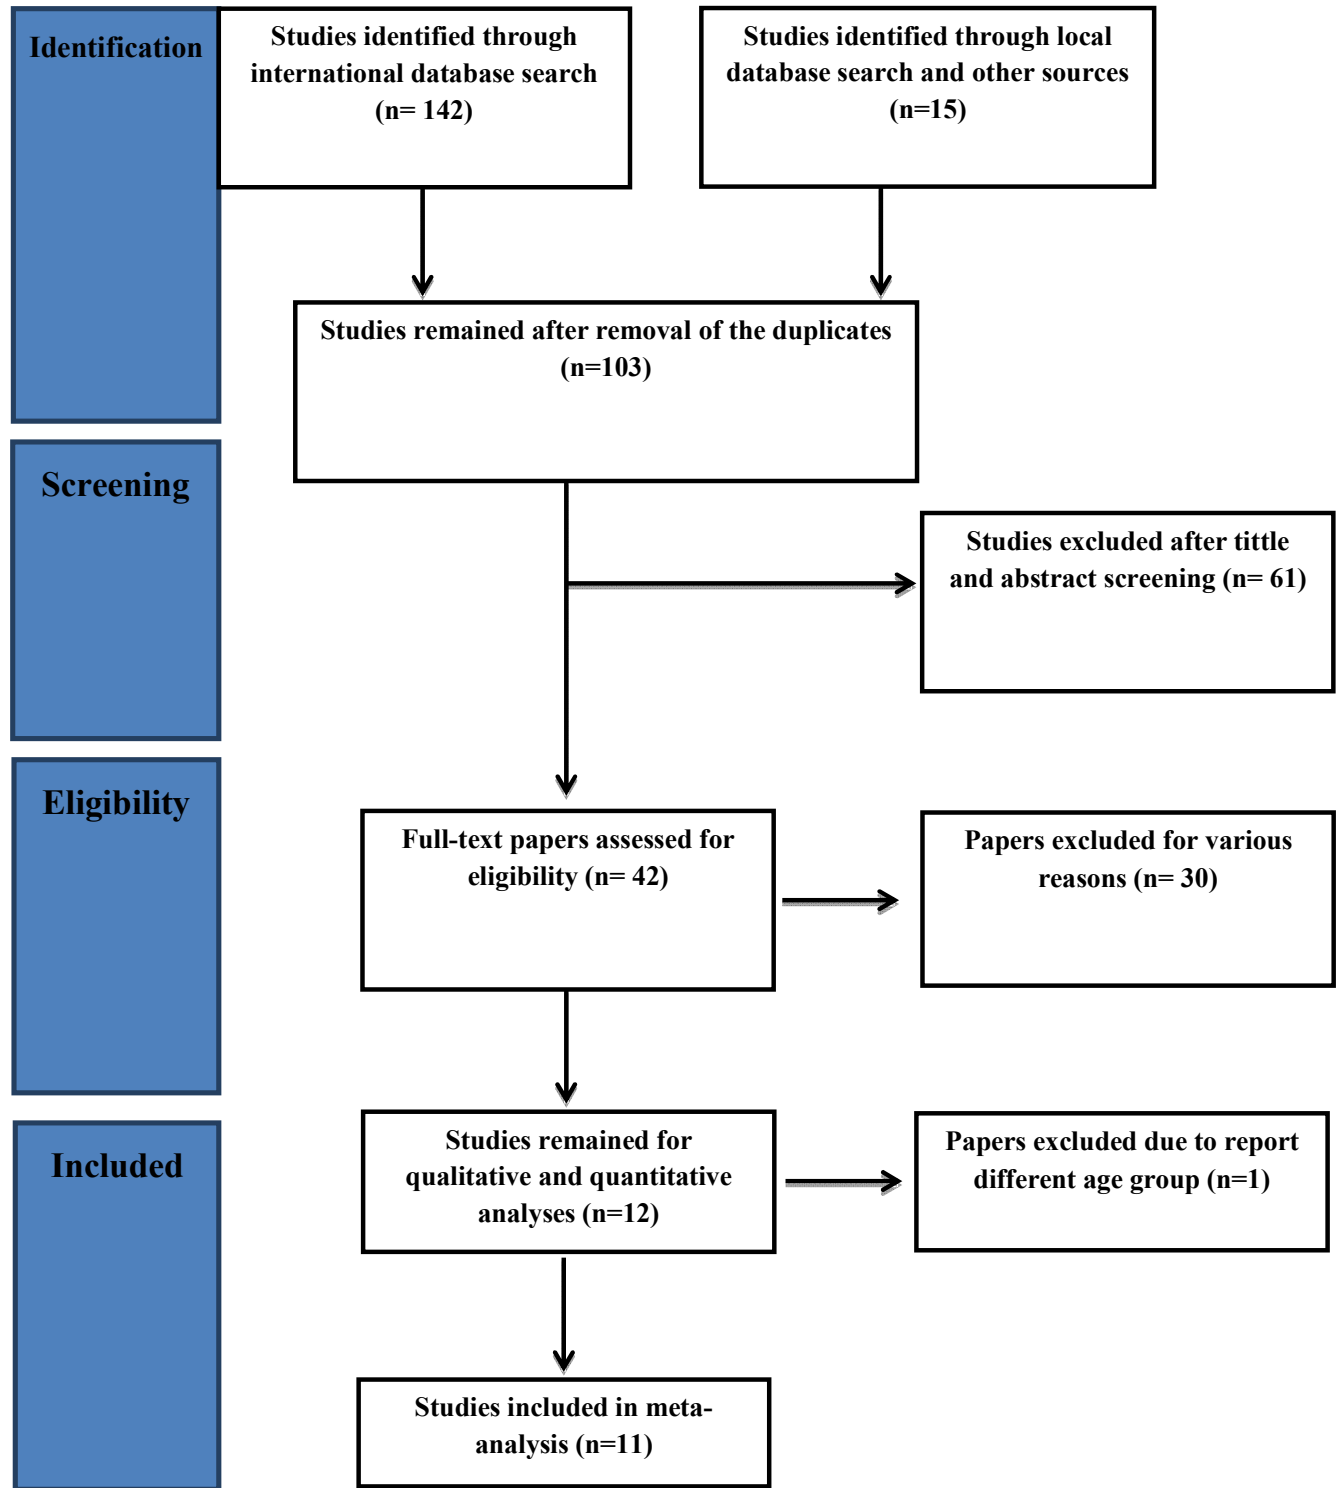 Identification
Studies identified through
international database search
(n= 142)
Studies identified through local
database search and other sources
(n=15)
Studies remained after removal of the duplicates
(n=103)
Screening
Studies excluded after tittle
and abstract screening (n= 61)
Eligibility
Full-text papers assessed for
eligibility (n= 42)
Papers excluded for various
reasons (n= 30)
Included
Studies remained for
qualitative and quantitative
analyses (n=12)
Papers excluded due to report
different age group (n=1)
Studies included in meta-
analysis (n=11)